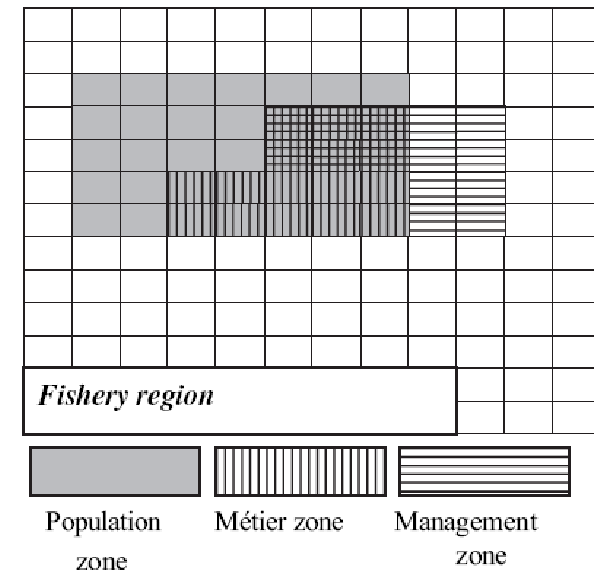 Fishery region
Population
zone
Métier zone
Management
zone